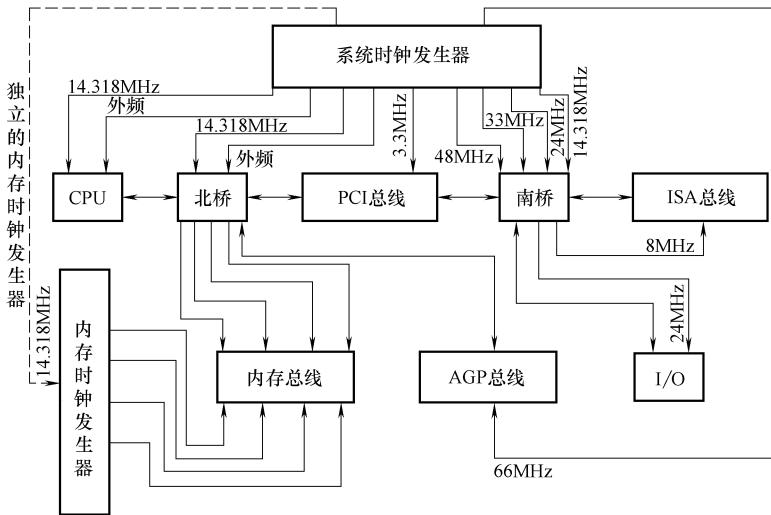 系统时钟发生器
14.318MHz
外频
14.318MHz
外频
3.3MHz
48MHz
33MHz
24MHz
14.318MHz
独立的内存时钟发生器
CPU
北桥
PCI总线
南桥
ISA总线
8MHz
14.318MHz
内存时钟发生器
内存总线
AGP总线
24MHz
I/O
66MHz